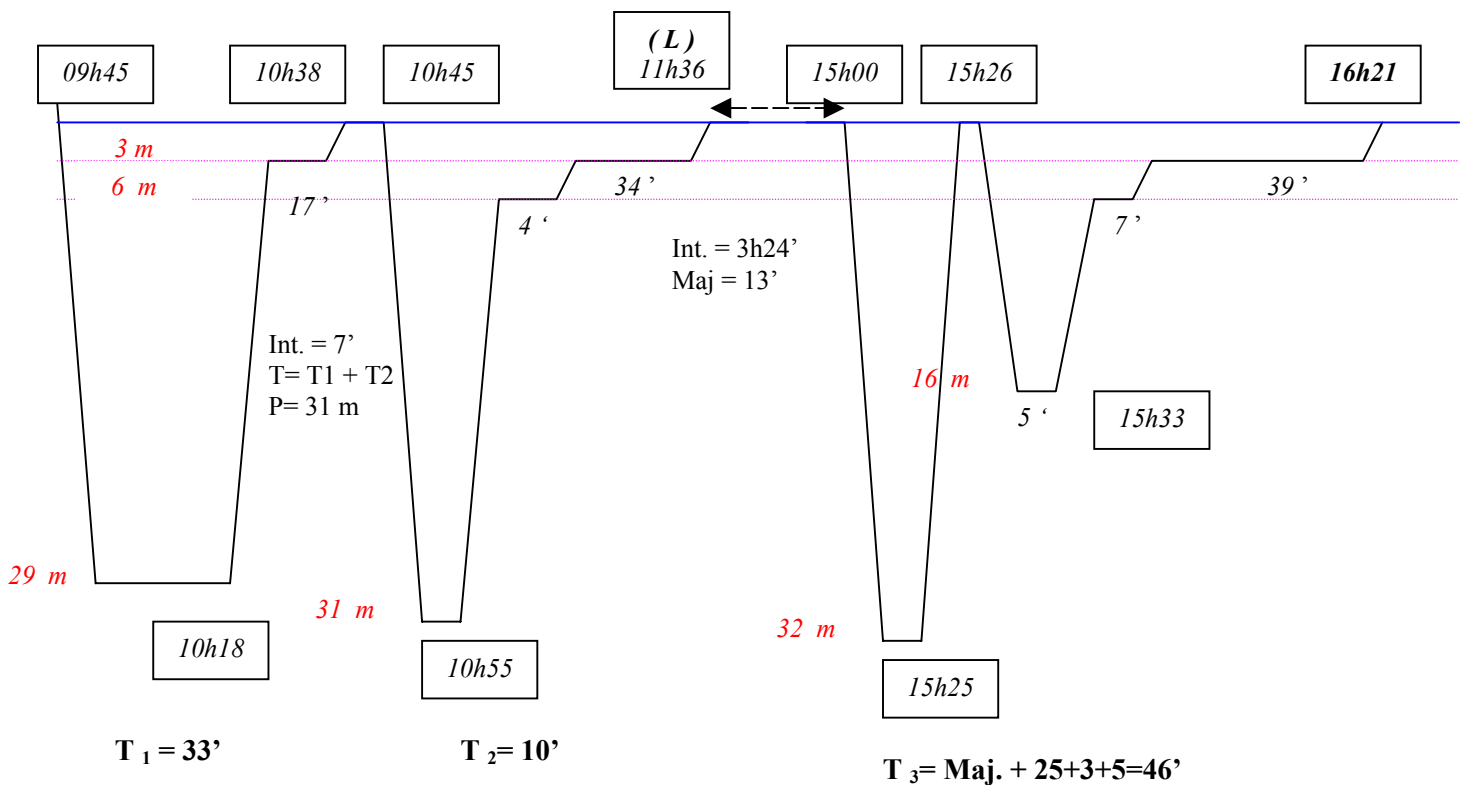 09h45
10h38
10h45
( L )
11h36
15h00
15h26
16h21
3 m
6 m
17 ’
4 ‘
34 ’
7 ’
39 ’
Int. = 3h24’
Maj = 13’
Int. = 7’
T= T1 + T2
P= 31 m
16 m
5 ‘
15h33
29 m
31 m
32 m
10h18
10h55
15h25
T 1 = 33’
T 2= 10’
T 3= Maj. + 25+3+5=46’